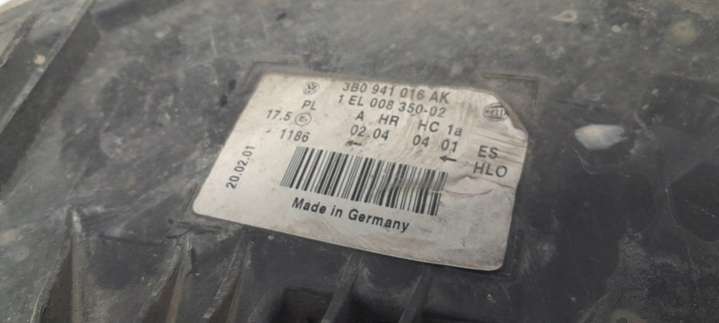 3B0 941 016 AK
PL 1 EL 008 350-02
17.5 A HR HC 1a
1186 02.04 04 01 ES
← ← HLO
20.02.01
Made in Germany